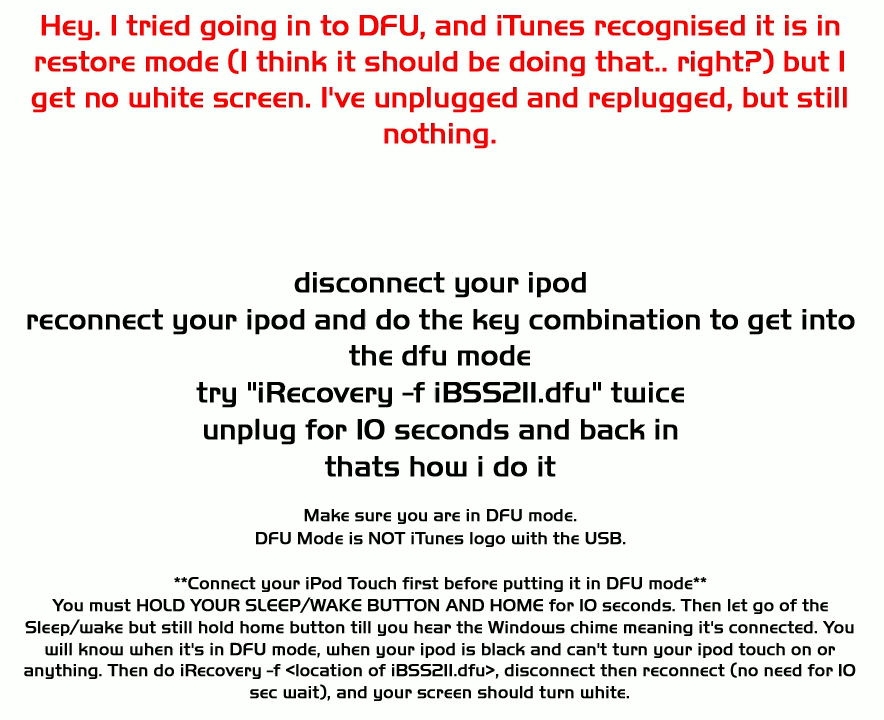 Hey. I tried going in to DFU, and iTunes recognised it is in
restore mode (I think it should be doing that.. right?) but I
get no white screen. I've unplugged and replugged, but still
nothing.
disconnect your ipod
reconnect your ipod and do the key combination to get into
the dfu mode
try "iRecovery -f iBSS211.dfu" twice
unplug for 10 seconds and back in
thats how i do it
Make sure you are in DFU mode.
DFU Mode is NOT iTunes logo with the USB.
**Connect your iPod Touch first before putting it in DFU mode**
You must HOLD YOUR SLEEP/WAKE BUTTON AND HOME for 10 seconds. Then let go of the
Sleep/wake but still hold home button till you hear the Windows chime meaning it's connected. You
will know when it's in DFU mode, when your ipod is black and can't turn your ipod touch on or
anything. Then do iRecovery -f <location of iBSS211.dfu>, disconnect then reconnect (no need for 10
sec wait), and your screen should turn white.